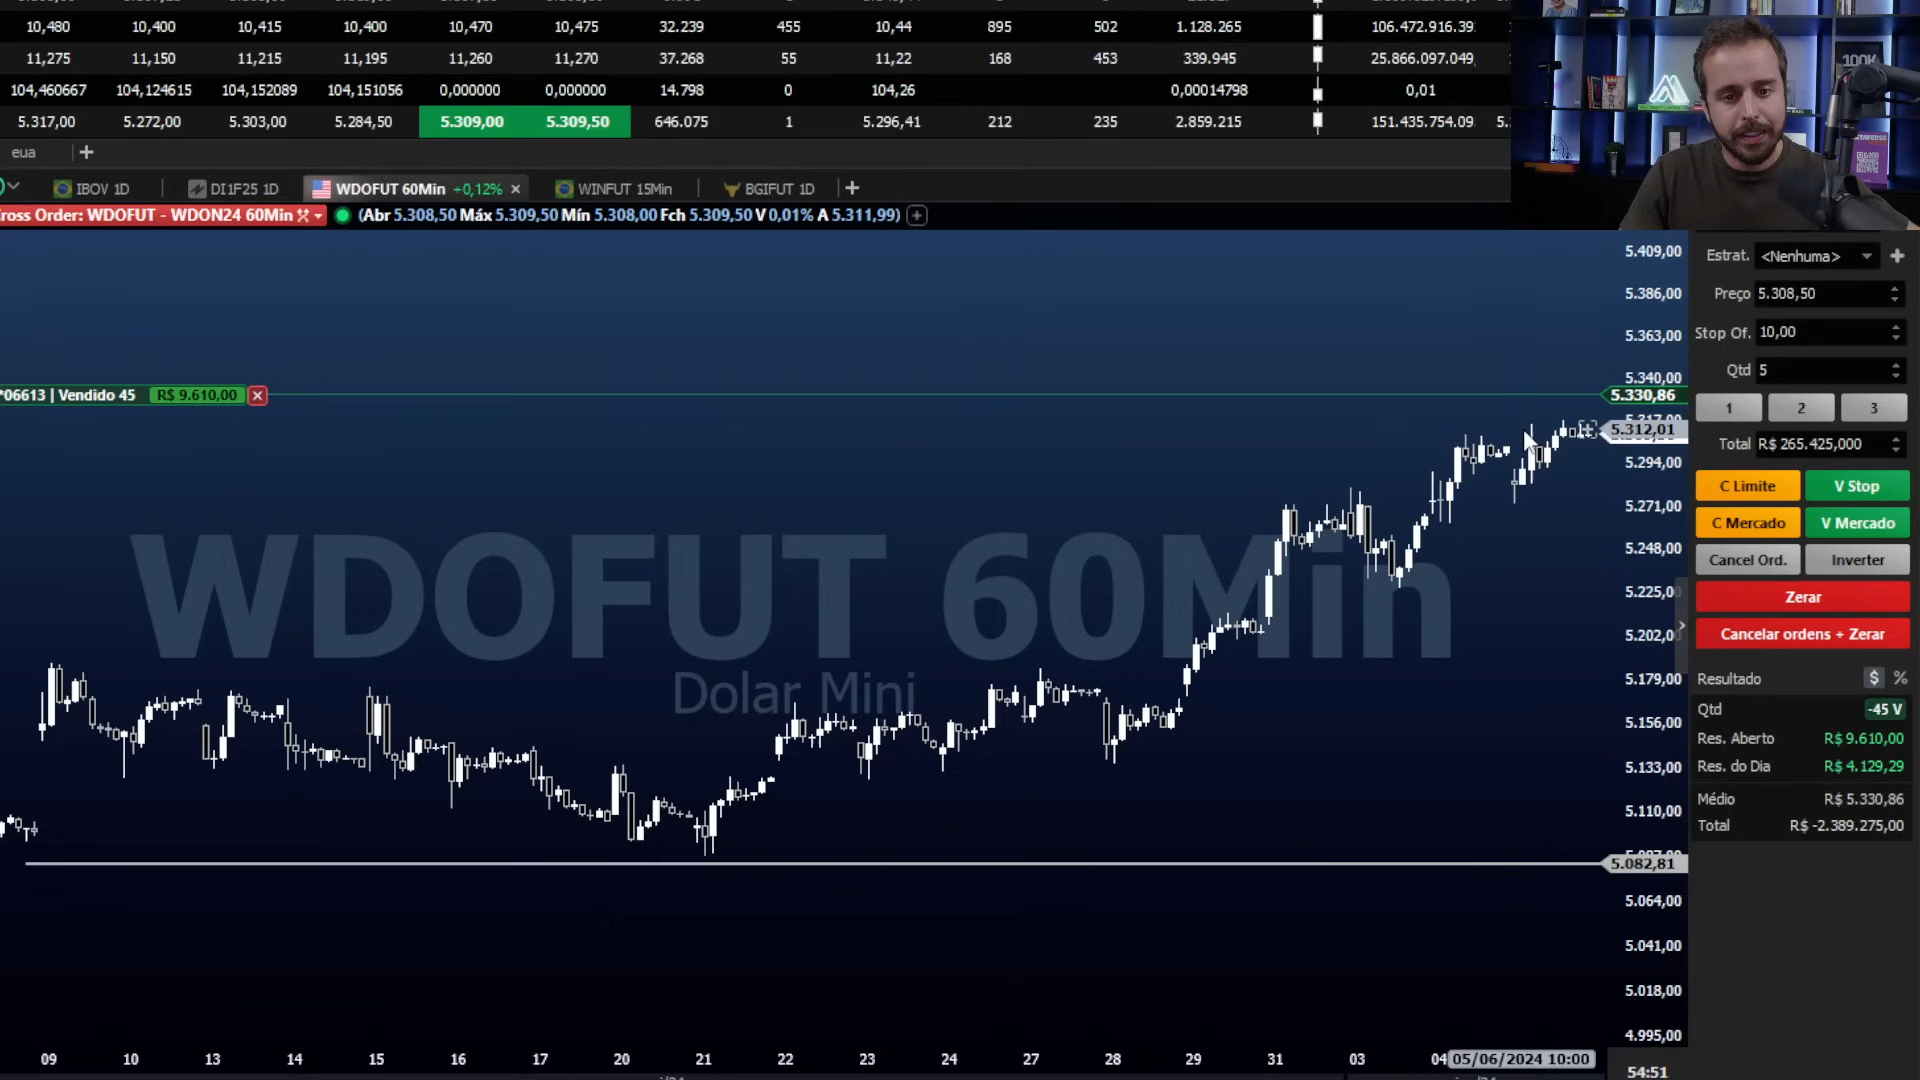 10,480 10,400 10,415 10,400 10,470 10,475 32.239 455 10,44 895 502 1.128.265 106.472.916.39
11,275 11,150 11,215 11,195 11,260 11,270 37.268 55 11,22 168 453 339.945 25.866.097.049,
104,460667 104,124615 104,152089 104,151056 0,000000 0,000000 14.798 0 104,26 0,00014798 0,01
5.317,00 5.272,00 5.303,00 5.284,50 5.309,00 5.309,50 646.075 1 5.296,41 212 235 2.859.215 151.435.754.09
eua +
IBOV 1D DI1F25 1D WDOFUT 60Min +0,12% × WINFUT 15Min BGIFUT 1D +
ross Order: WDOFUT - WDON24 60Min (Abr 5.308,50 Máx 5.309,50 Mín 5.308,00 Fch 5.309,50 V 0,01% A 5.311,99) +
100K
5.409,00
5.386,00
5.363,00
5.340,00
*06613 | Vendido 45 R$ 9.610,00 × 5.330,86
5.312,01
5.294,00
5.271,00
5.248,00
5.225,00
5.202,00
5.179,00
5.156,00
5.133,00
5.110,00
5.082,81
5.064,00
5.041,00
5.018,00
4.995,00
WDOFUT 60Min
Dolar Mini
09 10 13 14 15 16 17 20 21 22 23 24 27 28 29 31 03 04 05/06/2024 10:00
54:51
Estrat. <Nenhuma> +
Preço 5.308,50
Stop Of. 10,00
Qtd 5
1 2 3
Total R$ 265.425,000
C Limite V Stop
C Mercado V Mercado
Cancel Ord. Inverter
Zerar
Cancelar ordens + Zerar
Resultado $ %
Qtd -45 V
Res. Aberto R$ 9.610,00
Res. do Dia R$ 4.129,29
Médio R$ 5.330,86
Total R$ -2.389.275,00